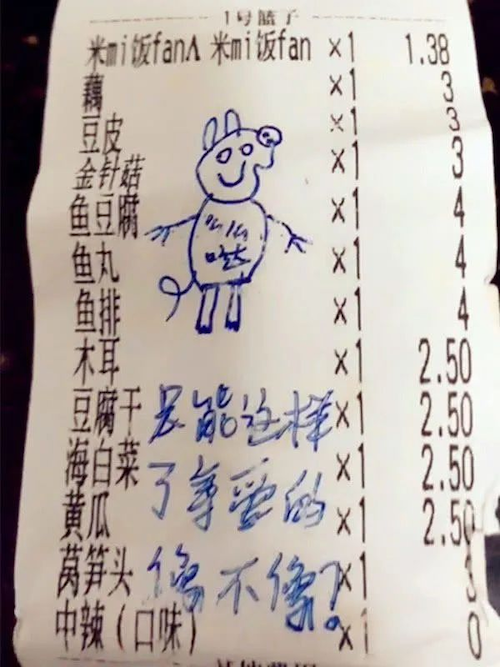 1号篮子
米mi饭fanΛ 米mi饭fan ×1 1.38
藕 ×1 3
豆皮 ×1 3
金针菇 ×1 3
鱼豆腐 ×1 4
鱼丸 ×1 4
鱼排 ×1 4
木耳 ×1 2.50
豆腐干 ×1 2.50
海白菜 ×1 2.50
黄瓜 ×1 2.50
莴笋头 ×1 3
中辣（口味） ×1 0
么么
哒
只能这样
了亲爱的
像不像?